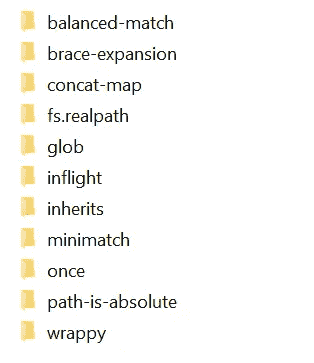 balanced-match
brace-expansion
concat-map
fs.realpath
glob
inflight
inherits
minimatch
once
path-is-absolute
wrappy